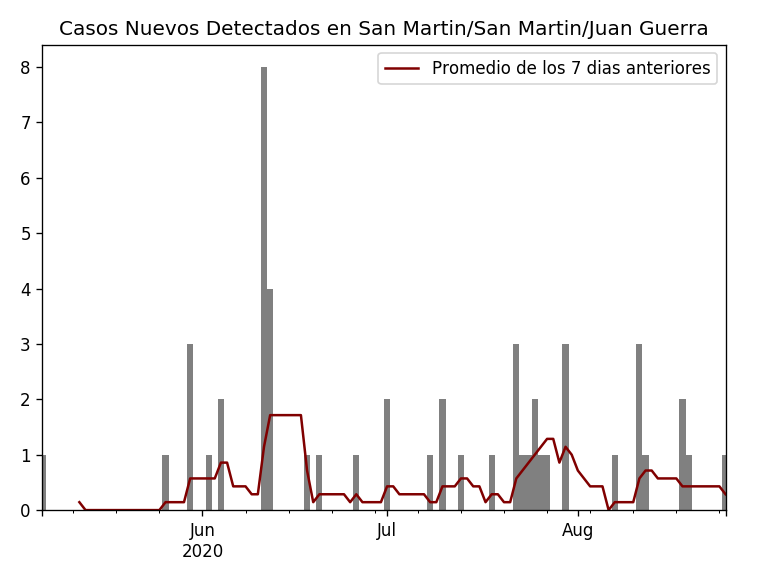 Casos Nuevos Detectados en San Martin/San Martin/Juan Guerra
Promedio de los 7 dias anteriores
8
7
6
5
4
3
2
1
0
Jun
2020
Jul
Aug